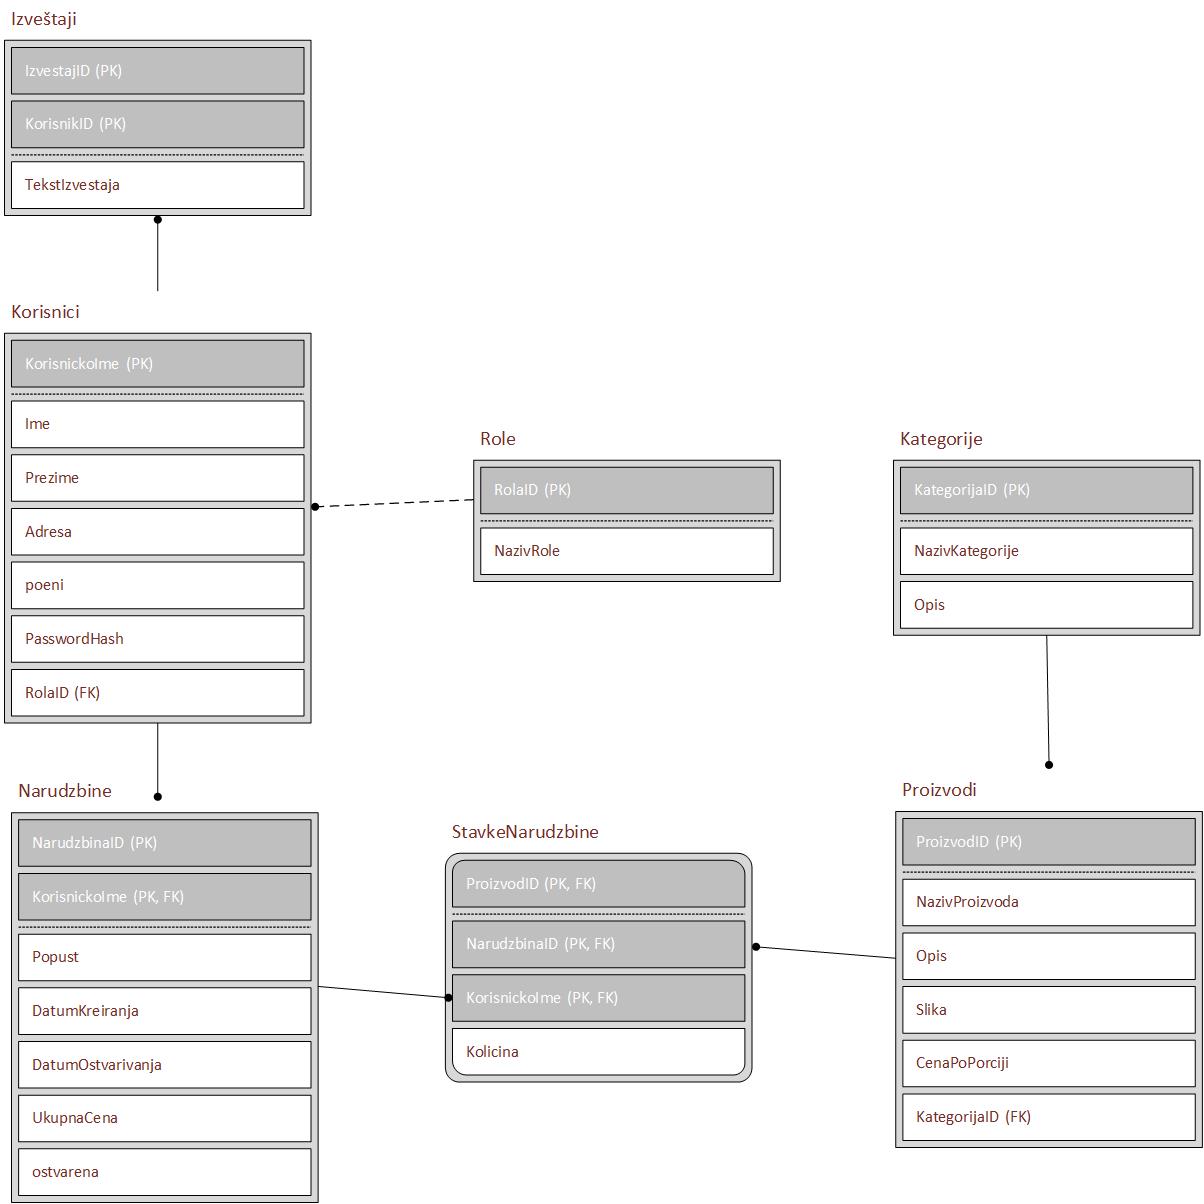 Izveštaji
IzvestajID (PK)
KorisnikID (PK)
TekstIzvestaja
Korisnici
KorisnickoIme (PK)
Ime
Prezime
Adresa
poeni
PasswordHash
RolaID (FK)
Role
RolaID (PK)
NazivRole
Kategorije
KategorijaID (PK)
NazivKategorije
Opis
Narudzbine
NarudzbinaID (PK)
KorisnickoIme (PK, FK)
Popust
DatumKreiranja
DatumOstvarivanja
UkupnaCena
ostvarena
StavkeNarudzbine
ProizvodID (PK, FK)
NarudzbinaID (PK, FK)
KorisnickoIme (PK, FK)
Kolicina
Proizvodi
ProizvodID (PK)
NazivProizvoda
Opis
Slika
CenaPoPorciji
KategorijaID (FK)